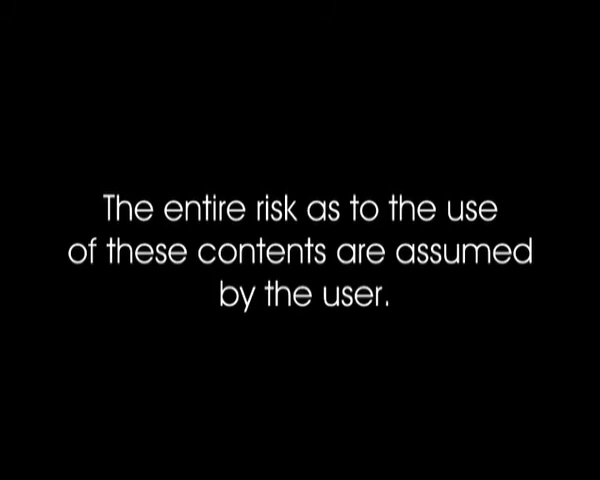 The entire risk as to the use
of these contents are assumed
by the user.